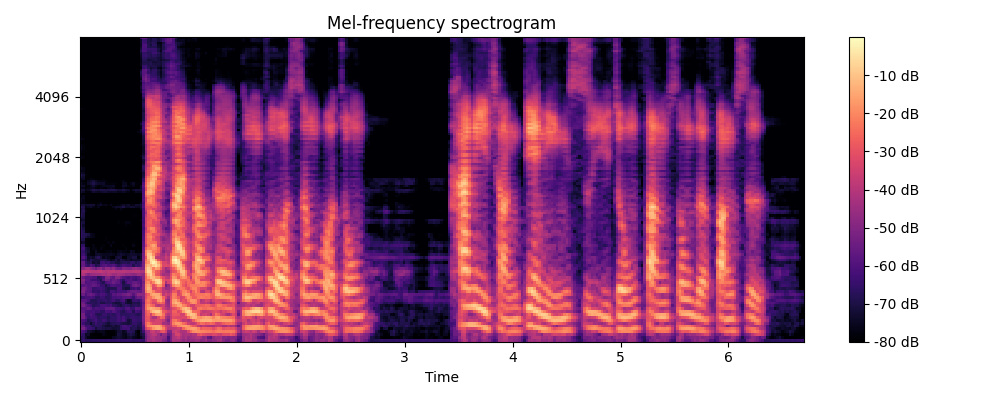 Mel-frequency spectrogram
Hz
4096
2048
1024
512
0
0 1 2 3 4 5 6
Time
-10 dB
-20 dB
-30 dB
-40 dB
-50 dB
-60 dB
-70 dB
-80 dB